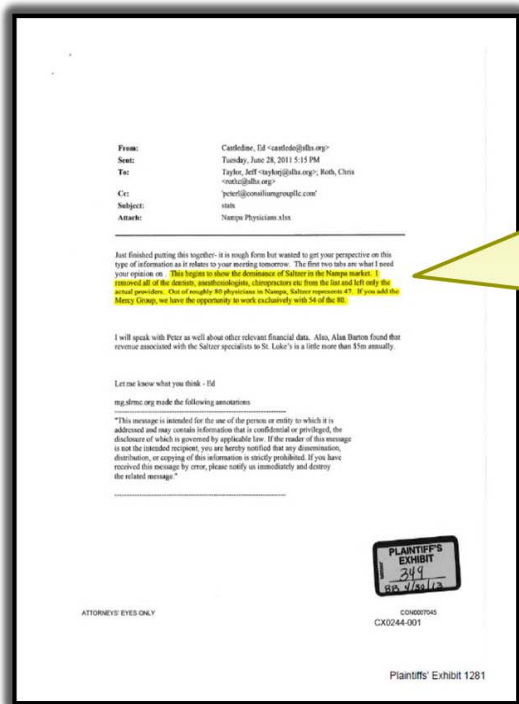 From: Castledine, Ed <castlede@slhs.org>
Sent: Tuesday, June 28, 2011 5:15 PM
To: Taylor, Jeff <taylorj@slhs.org>; Roth, Chris
<rothc@slhs.org>
Cc: 'peterl@consiliumgroupllc.com'
Subject: stats
Attach: Nampa Physicians.xlsx
Just finished putting this together- it is rough form but wanted to get your perspective on this
type of information as it relates to your meeting tomorrow. The first two tabs are what I need
your opinion on . This begins to show the dominance of Saltzer in the Nampa market. I
removed all of the dentists, anesthesiologists, chiropractors etc from the list and left only the
actual providers. Out of roughly 80 physicians in Nampa, Saltzer represents 47. If you add the
Mercy Group, we have the opportunity to work exclusively with 54 of the 80.
I will speak with Peter as well about other relevant financial data. Also, Alan Barton found that
revenue associated with the Saltzer specialists to St. Luke's is a little more than $5m annually.
Let me know what you think - Ed
mg.slrmc.org made the following annotations
"This message is intended for the use of the person or entity to which it is
addressed and may contain information that is confidential or privileged, the
disclosure of which is governed by applicable law. If the reader of this message
is not the intended recipient, you are hereby notified that any dissemination,
distribution, or copying of this information is strictly prohibited. If you have
received this message by error, please notify us immediately and destroy
the related message."
PLAINTIFF'S
EXHIBIT
349
BB 4/30/13
ATTORNEYS' EYES ONLY
CON0007045
CX0244-001
Plaintiffs' Exhibit 1281